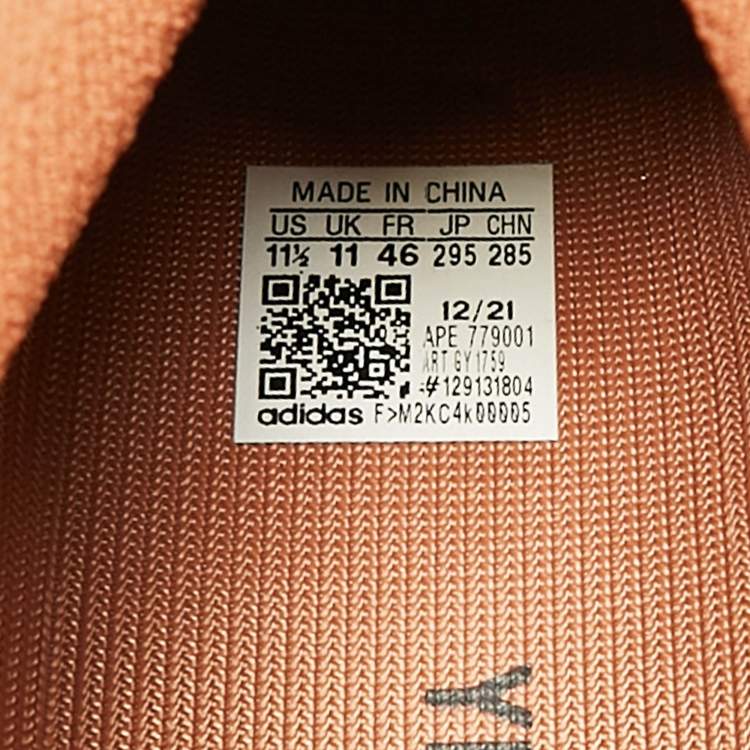 MADE IN CHINA
US UK FR JP CHN
11½ 11 46 295 285
12/21
APE 779001
ART GY1759
#129131804
adidas F>M2KC4k00005